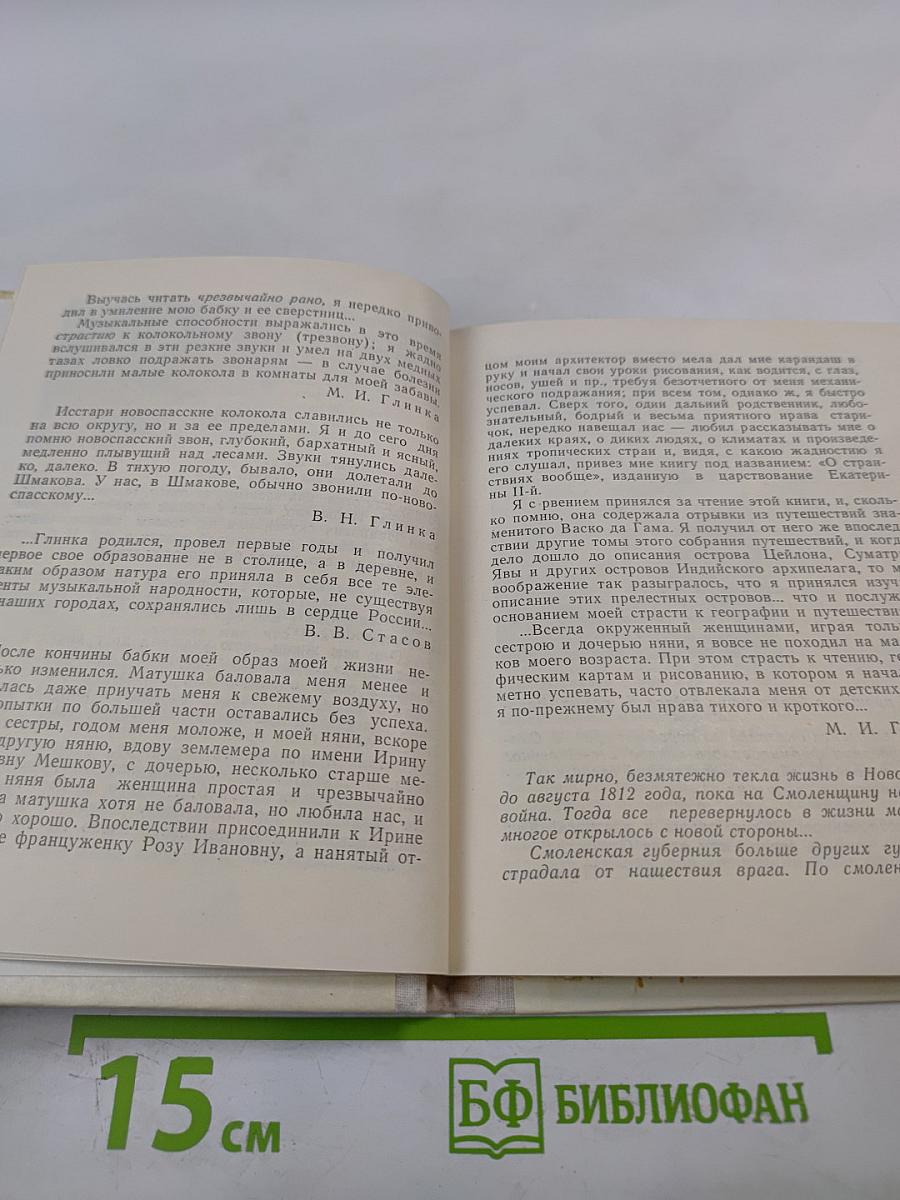 Выучась читать чрезвычайно рано, я нередко приво-
дил в умиление мою бабку и ее сверстниц...
Музыкальные способности выражались в это время
страстию к колокольному звону (трезвону); я жадно
вслушивался в эти резкие звуки и умел на двух медных
тазах ловко подражать звонарям — в случае болезни
приносили малые колокола в комнаты для моей забавы.
М. И. Глинка
Исстари новоспасские колокола славились не только
на всю округу, но и за ее пределами. Я и до сего дня
помню новоспасский звон, глубокий, бархатный и ясный,
медленно плывущий над лесами. Звуки тянулись дале-
ко, далеко. В тихую погоду, бывало, они долетали до
Шмакова. У нас, в Шмакове, обычно звонили по-ново-
спасскому...
В. Н. Глинка
...Глинка родился, провел первые годы и получил
первое свое образование не в столице, а в деревне, и
аким образом натура его приняла в себя все те эле-
енты музыкальной народности, которые, не существуя
наших городах, сохранялись лишь в сердце России...
В. В. Стасов
После кончины бабки моей образ моей жизни не-
ько изменился. Матушка баловала меня менее и
лась даже приучать меня к свежему воздуху, но
опытки по большей части оставались без успеха.
сестры, годом меня моложе, и моей няни, вскоре
другую няню, вдову землемера по имени Ирину
вну Мешкову, с дочерью, несколько старше ме-
няня была женщина простая и чрезвычайно
а матушка хотя не баловала, но любила нас, и
о хорошо. Впоследствии присоединили к Ирине
е француженку Розу Ивановну, а нанятый от-
цом моим архитектор вместо мела дал мне карандаш в
руку и начал свои уроки рисования, как водится, с глаз,
носов, ушей и пр., требуя безотчетного от меня механи-
ческого подражания; при всем том, однако ж, я быстро
успевал. Сверх того, один дальний родственник, любо-
знательный, бодрый и весьма приятного нрава стари-
чок, нередко навещал нас — любил рассказывать мне о
далеких краях, о диких людях, о климатах и произведе-
ниях тропических стран и, видя, с какою жадностию я
его слушал, привез мне книгу под названием: «О стран-
ствиях вообще», изданную в царствование Екатери-
ны II-й.
Я с рвением принялся за чтение этой книги, и, сколь-
ко помню, она содержала отрывки из путешествий зна-
менитого Васко да Гама. Я получил от него же впослед
ствии другие томы этого собрания путешествий, и когд
дело дошло до описания острова Цейлона, Суматр
Явы и других островов Индийского архипелага, то м
воображение так разыгралось, что я принялся изуч
описание этих прелестных островов... что и послуж
основанием моей страсти к географии и путешестви
...Всегда окруженный женщинами, играя толь
сестрою и дочерью няни, я вовсе не походил на ма
ков моего возраста. При этом страсть к чтению, ге
фическим картам и рисованию, в котором я начал
метно успевать, часто отвлекала меня от детских
я по-прежнему был нрава тихого и кроткого...
М. И. Г
Так мирно, безмятежно текла жизнь в Ново
до августа 1812 года, пока на Смоленщину не
война. Тогда все перевернулось в жизни ма
многое открылось с новой стороны...
Смоленская губерния больше других гу
страдала от нашествия врага. По смолен
15 см
БФ БИБЛИОФАН